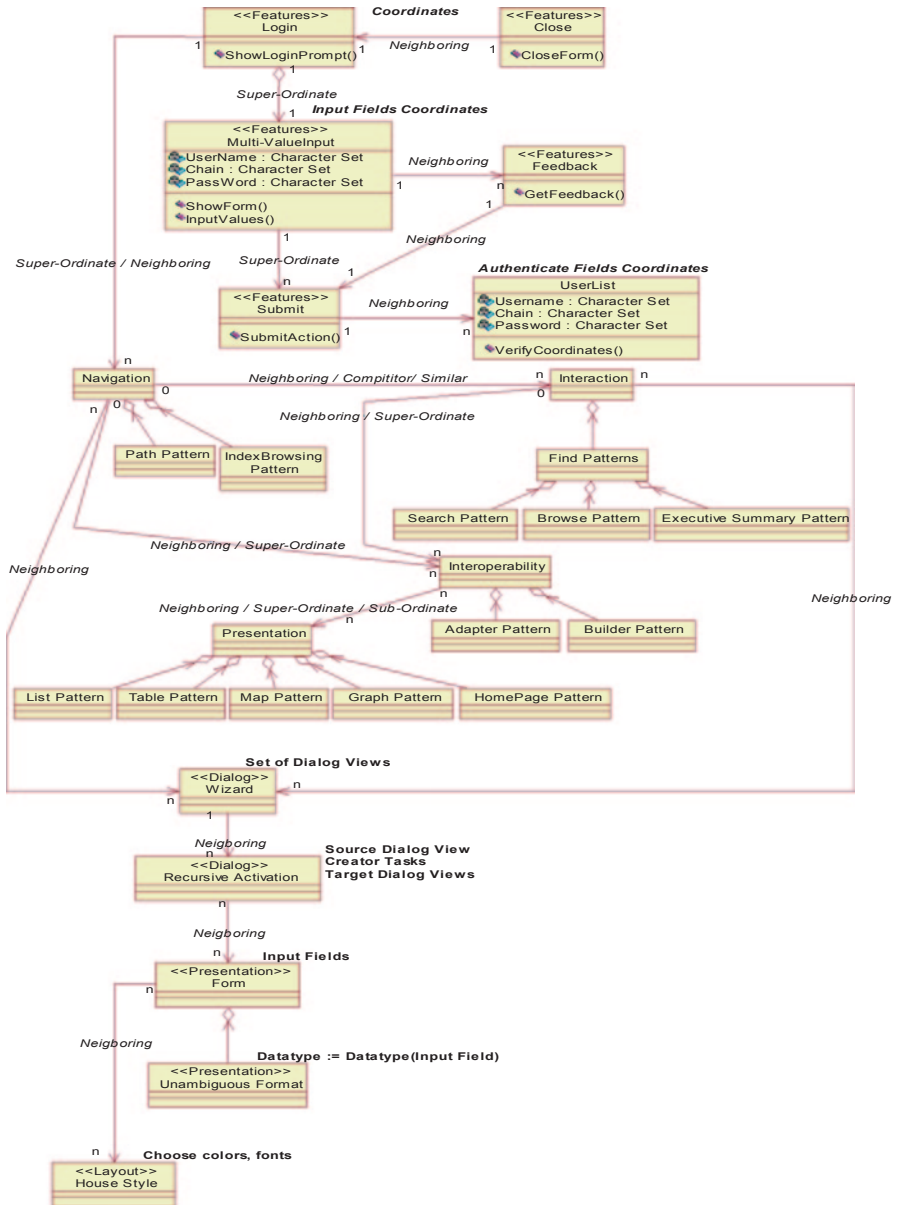 Coordinates
<<Features>>
Login
ShowLoginPrompt()
<<Features>>
Close
CloseForm()
1
1
Neighboring
1
1
Super-Ordinate
1
Input Fields Coordinates
<<Features>>
Multi-ValueInput
UserName : Character Set
Chain : Character Set
PassWord : Character Set
ShowForm()
InputValues()
Neighboring
1
n
<<Features>>
Feedback
GetFeedback()
1
Neighboring
1
1
Super-Ordinate
n
Super-Ordinate / Neighboring
<<Features>>
Submit
SubmitAction()
Neighboring
1
n
Authenticate Fields Coordinates
UserList
Username : Character Set
Chain : Character Set
Password : Character Set
VerifyCoordinates()
n
Navigation
0
Neighboring / Compititor/ Similar
n
0
Interaction
n
n
0
Neighboring / Super-Ordinate
Path Pattern
IndexBrowsing
Pattern
Find Patterns
Search Pattern
Browse Pattern
Executive Summary Pattern
Neighboring / Super-Ordinate
n
n
Interoperability
n
Neighboring
Neighboring
Neighboring / Super-Ordinate / Sub-Ordinate
n
Adapter Pattern
Builder Pattern
Presentation
List Pattern
Table Pattern
Map Pattern
Graph Pattern
HomePage Pattern
Set of Dialog Views
<<Dialog>>
Wizard
n
n
1
Neigboring
n
Source Dialog View
Creator Tasks
Target Dialog Views
<<Dialog>>
Recursive Activation
n
Neigboring
n
Input Fields
<<Presentation>>
Form
n
Neigboring
Datatype := Datatype(Input Field)
<<Presentation>>
Unambiguous Format
n
Choose colors, fonts
<<Layout>>
House Style